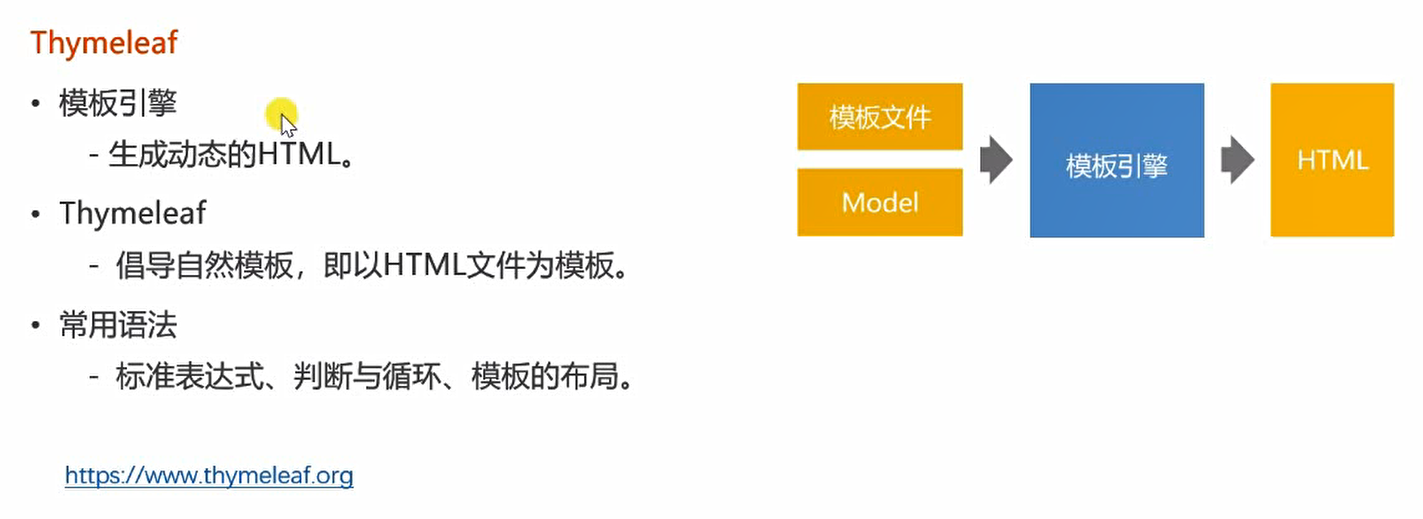 Thymeleaf
• 模板引擎
- 生成动态的HTML。
• Thymeleaf
- 倡导自然模板，即以HTML文件为模板。
• 常用语法
- 标准表达式、判断与循环、模板的布局。
https://www.thymeleaf.org
模板文件
Model
模板引擎
HTML